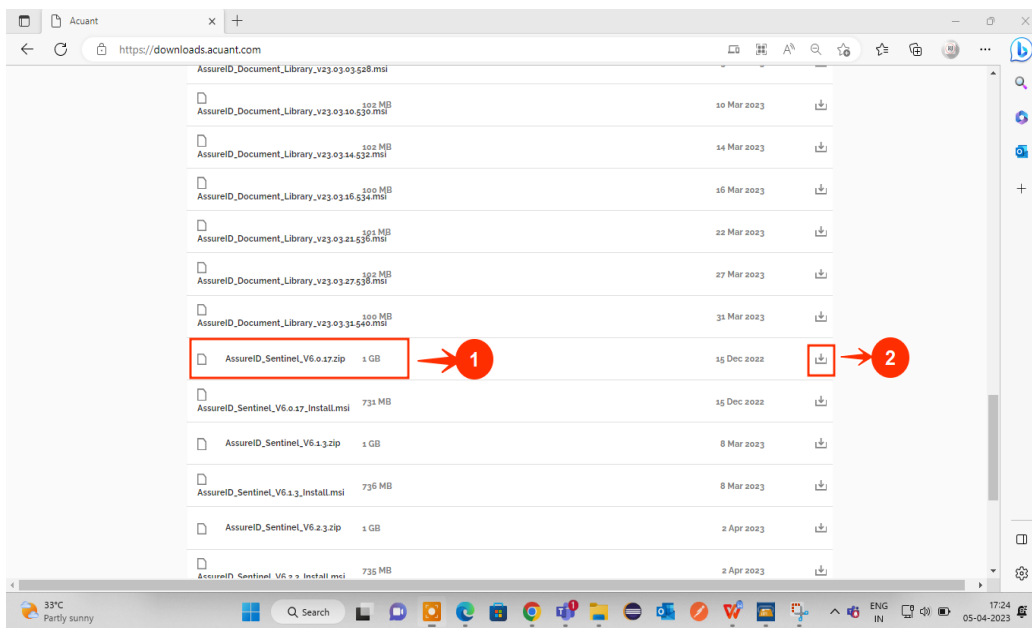 Acuant
https://downloads.acuant.com
AssureID_Document_Library_v23.03.03.528.msi
102 MB
AssureID_Document_Library_v23.03.10.530.msi
10 Mar 2023
102 MB
AssureID_Document_Library_v23.03.14.532.msi
14 Mar 2023
100 MB
AssureID_Document_Library_v23.03.16.534.msi
16 Mar 2023
101 MB
AssureID_Document_Library_v23.03.21.536.msi
22 Mar 2023
102 MB
AssureID_Document_Library_v23.03.27.538.msi
27 Mar 2023
100 MB
AssureID_Document_Library_v23.03.31.540.msi
31 Mar 2023
AssureID_Sentinel_V6.0.17.zip 1 GB 1 15 Dec 2022 2
731 MB
AssureID_Sentinel_V6.0.17_Install.msi
15 Dec 2022
AssureID_Sentinel_V6.1.3.zip 1 GB 8 Mar 2023
736 MB
AssureID_Sentinel_V6.1.3_Install.msi
8 Mar 2023
AssureID_Sentinel_V6.2.3.zip 1 GB 2 Apr 2023
735 MB
AssureID_Sentinel_V6.2.3_Install.msi
2 Apr 2023
33°C
Partly sunny
Search
ENG
IN
17:24
05-04-2023